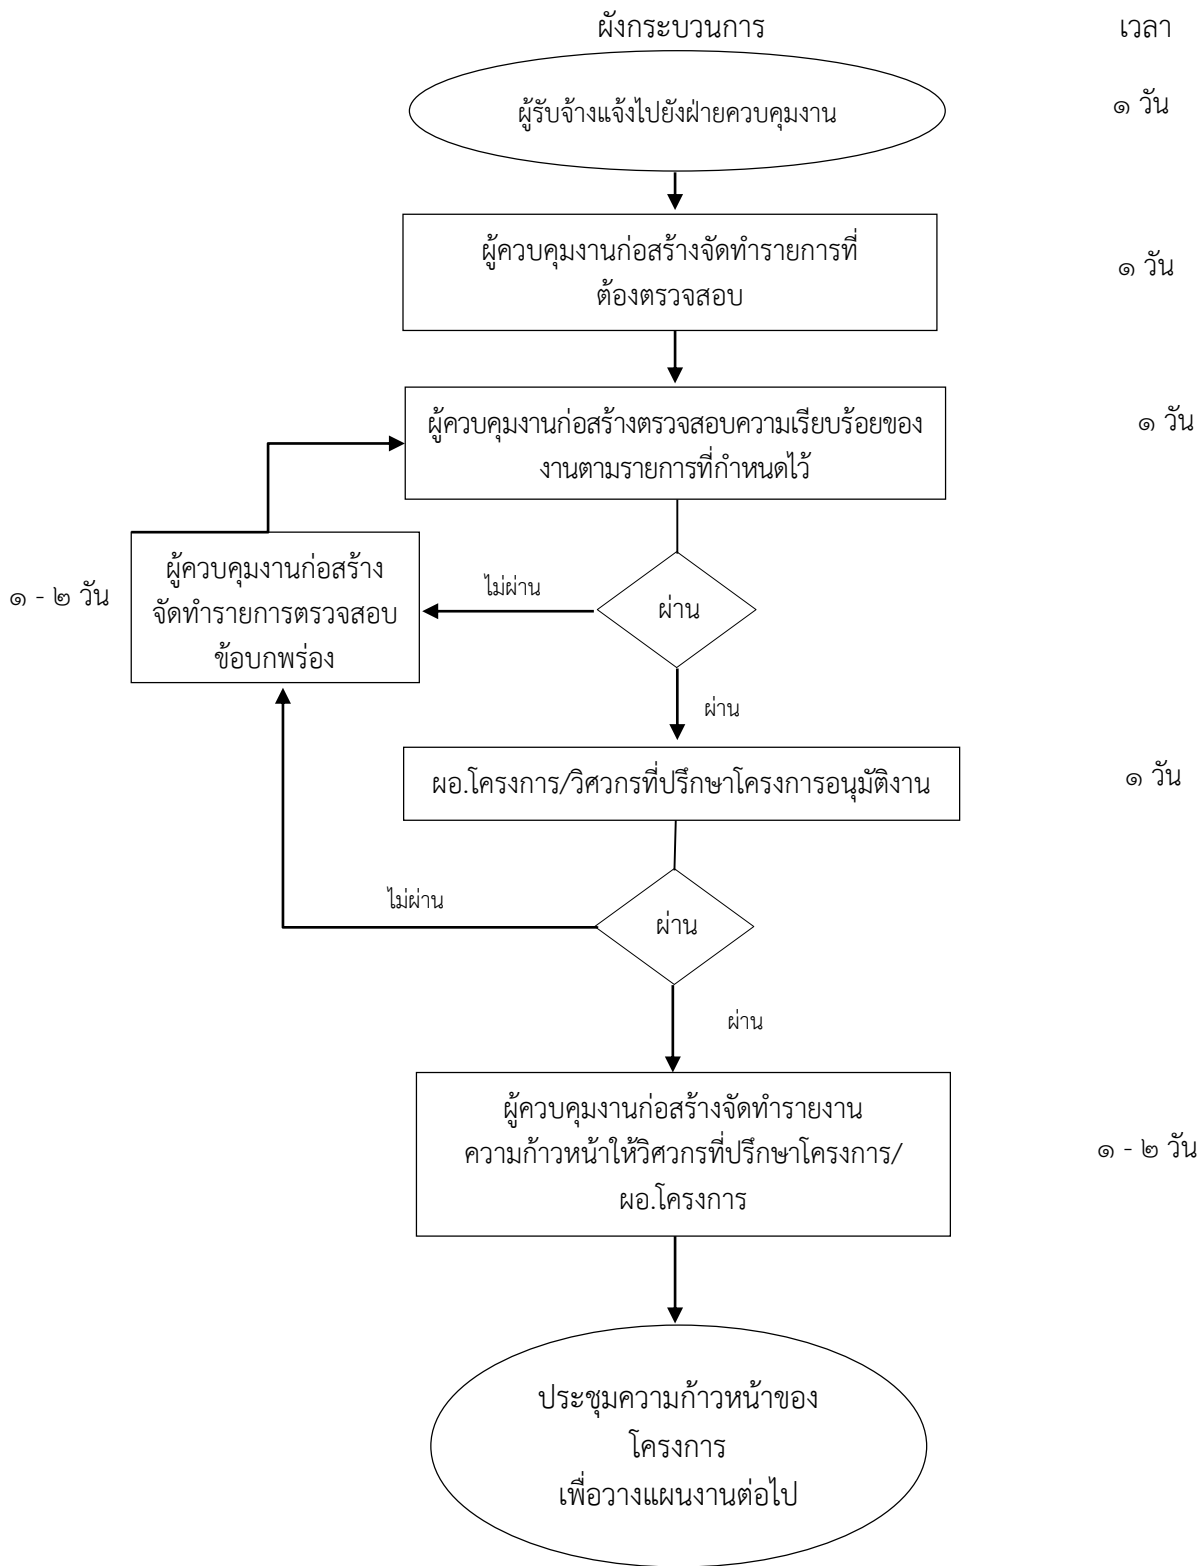 ผังกระบวนการ
เวลา
ผู้รับจ้างแจ้งไปยังฝ่ายควบคุมงาน
๑ วัน
ผู้ควบคุมงานก่อสร้างจัดทำรายการที่
ต้องตรวจสอบ
๑ วัน
ผู้ควบคุมงานก่อสร้างตรวจสอบความเรียบร้อยของ
งานตามรายการที่กำหนดไว้
๑ วัน
๑ - ๒ วัน
ผู้ควบคุมงานก่อสร้าง
จัดทำรายการตรวจสอบ
ข้อบกพร่อง
ไม่ผ่าน
ผ่าน
ผ่าน
ผอ.โครงการ/วิศวกรที่ปรึกษาโครงการอนุมัติงาน
๑ วัน
ไม่ผ่าน
ผ่าน
ผ่าน
ผู้ควบคุมงานก่อสร้างจัดทำรายงาน
ความก้าวหน้าให้วิศวกรที่ปรึกษาโครงการ/
ผอ.โครงการ
๑ - ๒ วัน
ประชุมความก้าวหน้าของ
โครงการ
เพื่อวางแผนงานต่อไป